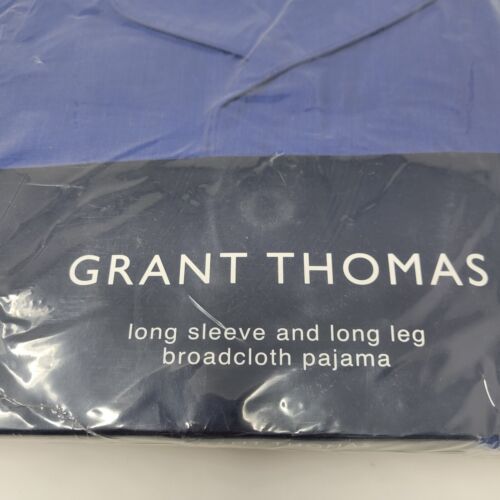 GRANT THOMAS
long sleeve and long leg
broadcloth pajama